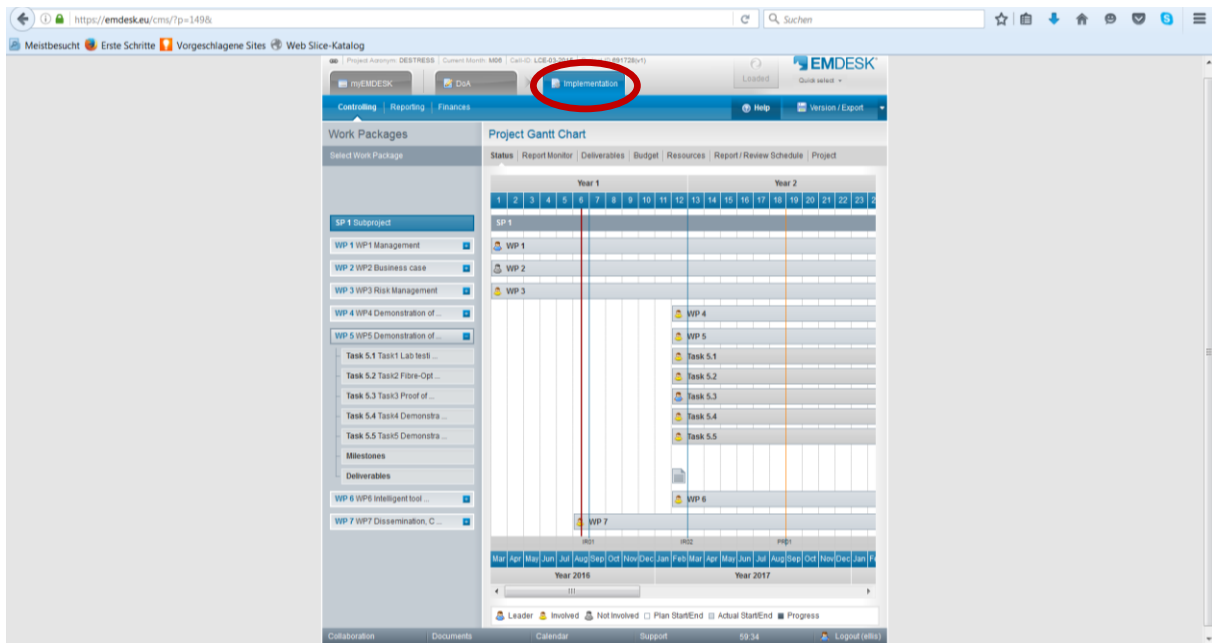 https://emdesk.eu/cms/?p=149&
Suchen
Meistbesucht Erste Schritte Vorgeschlagene Sites Web Slice-Katalog
Project Acronym: DESTRESS Current Month: M06
EMDESK
myEMDESK DoA Implementation Loaded Quick select
Controlling Reporting Finances Help Version / Export
Work Packages Project Gantt Chart
Select Work Package Status Report Monitor Deliverables Budget Resources Report / Review Schedule Project
Year 1 Year 2
1 2 3 4 5 6 7 8 9 10 11 12 13 14 15 16 17 18 19 20 21 22 23 2
SP 1 Subproject SP 1
WP 1 WP1 Management WP 1
WP 2 WP2 Business case WP 2
WP 3 WP3 Risk Management WP 3
WP 4 WP4 Demonstration of ... WP 4
WP 5 WP5 Demonstration of ... WP 5
Task 5.1 Task1 Lab testi ... Task 5.1
Task 5.2 Task2 Fibre-Opt ... Task 5.2
Task 5.3 Task3 Proof of ... Task 5.3
Task 5.4 Task4 Demonstra ... Task 5.4
Task 5.5 Task5 Demonstra ... Task 5.5
Milestones
Deliverables
WP 6 WP6 Intelligent tool ... WP 6
WP 7 WP7 Dissemination, C ... WP 7
IR01 IR02
Mar Apr May Jun Jul Aug Sep Oct Nov Dec Jan Feb Mar Apr May Jun Jul Aug Sep Oct Nov Dec Jan
Year 2016 Year 2017
Leader Involved Not Involved Plan Start/End Actual Start/End Progress
Collaboration Documents Calendar Support 59:34 Logout (ellis)